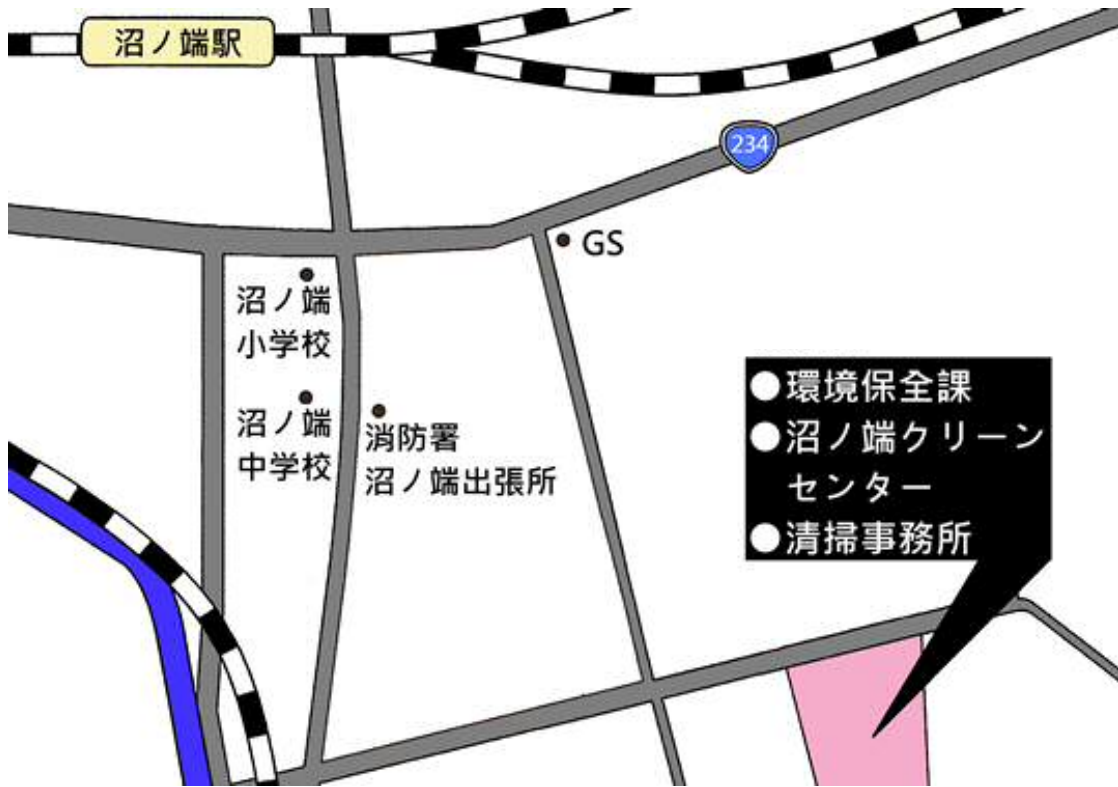 沼ノ端駅
234
GS
沼ノ端
小学校
沼ノ端
中学校
消防署
沼ノ端出張所
●環境保全課
●沼ノ端クリーン
センター
●清掃事務所